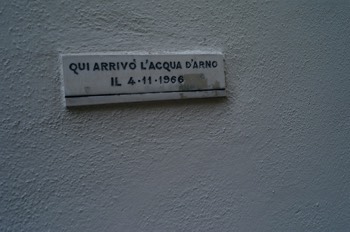 QUI ARRIVÒ L'ACQUA D'ARNO
IL 4·11·1966